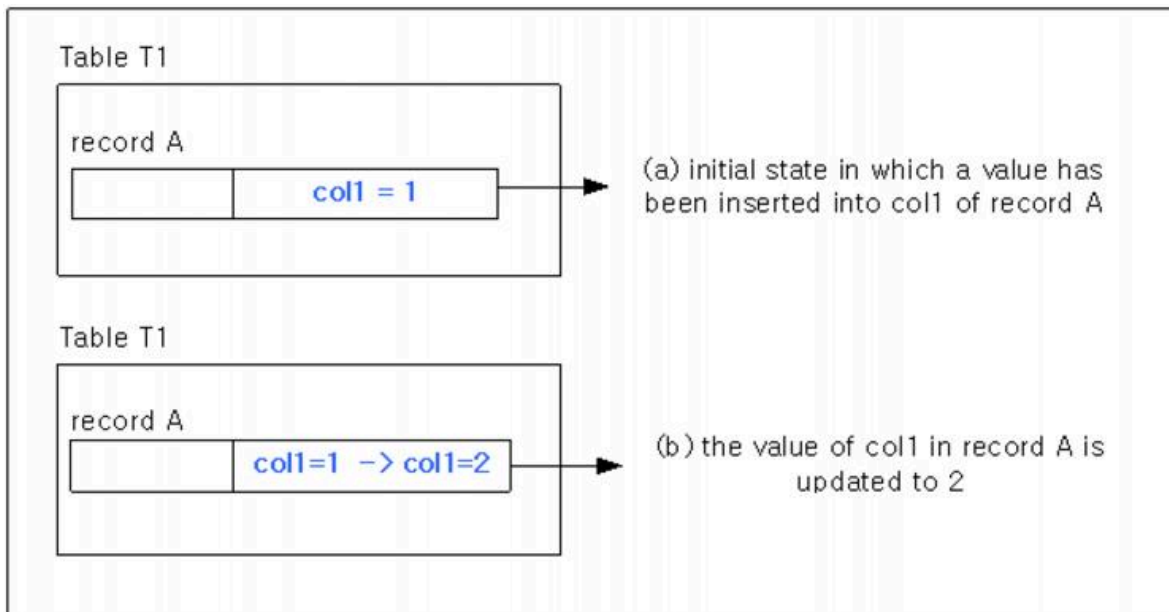 Table T1
record A
col1 = 1
(a) initial state in which a value has
been inserted into col1 of record A
Table T1
record A
col1=1 -> col1=2
(b) the value of col1 in record A is
updated to 2